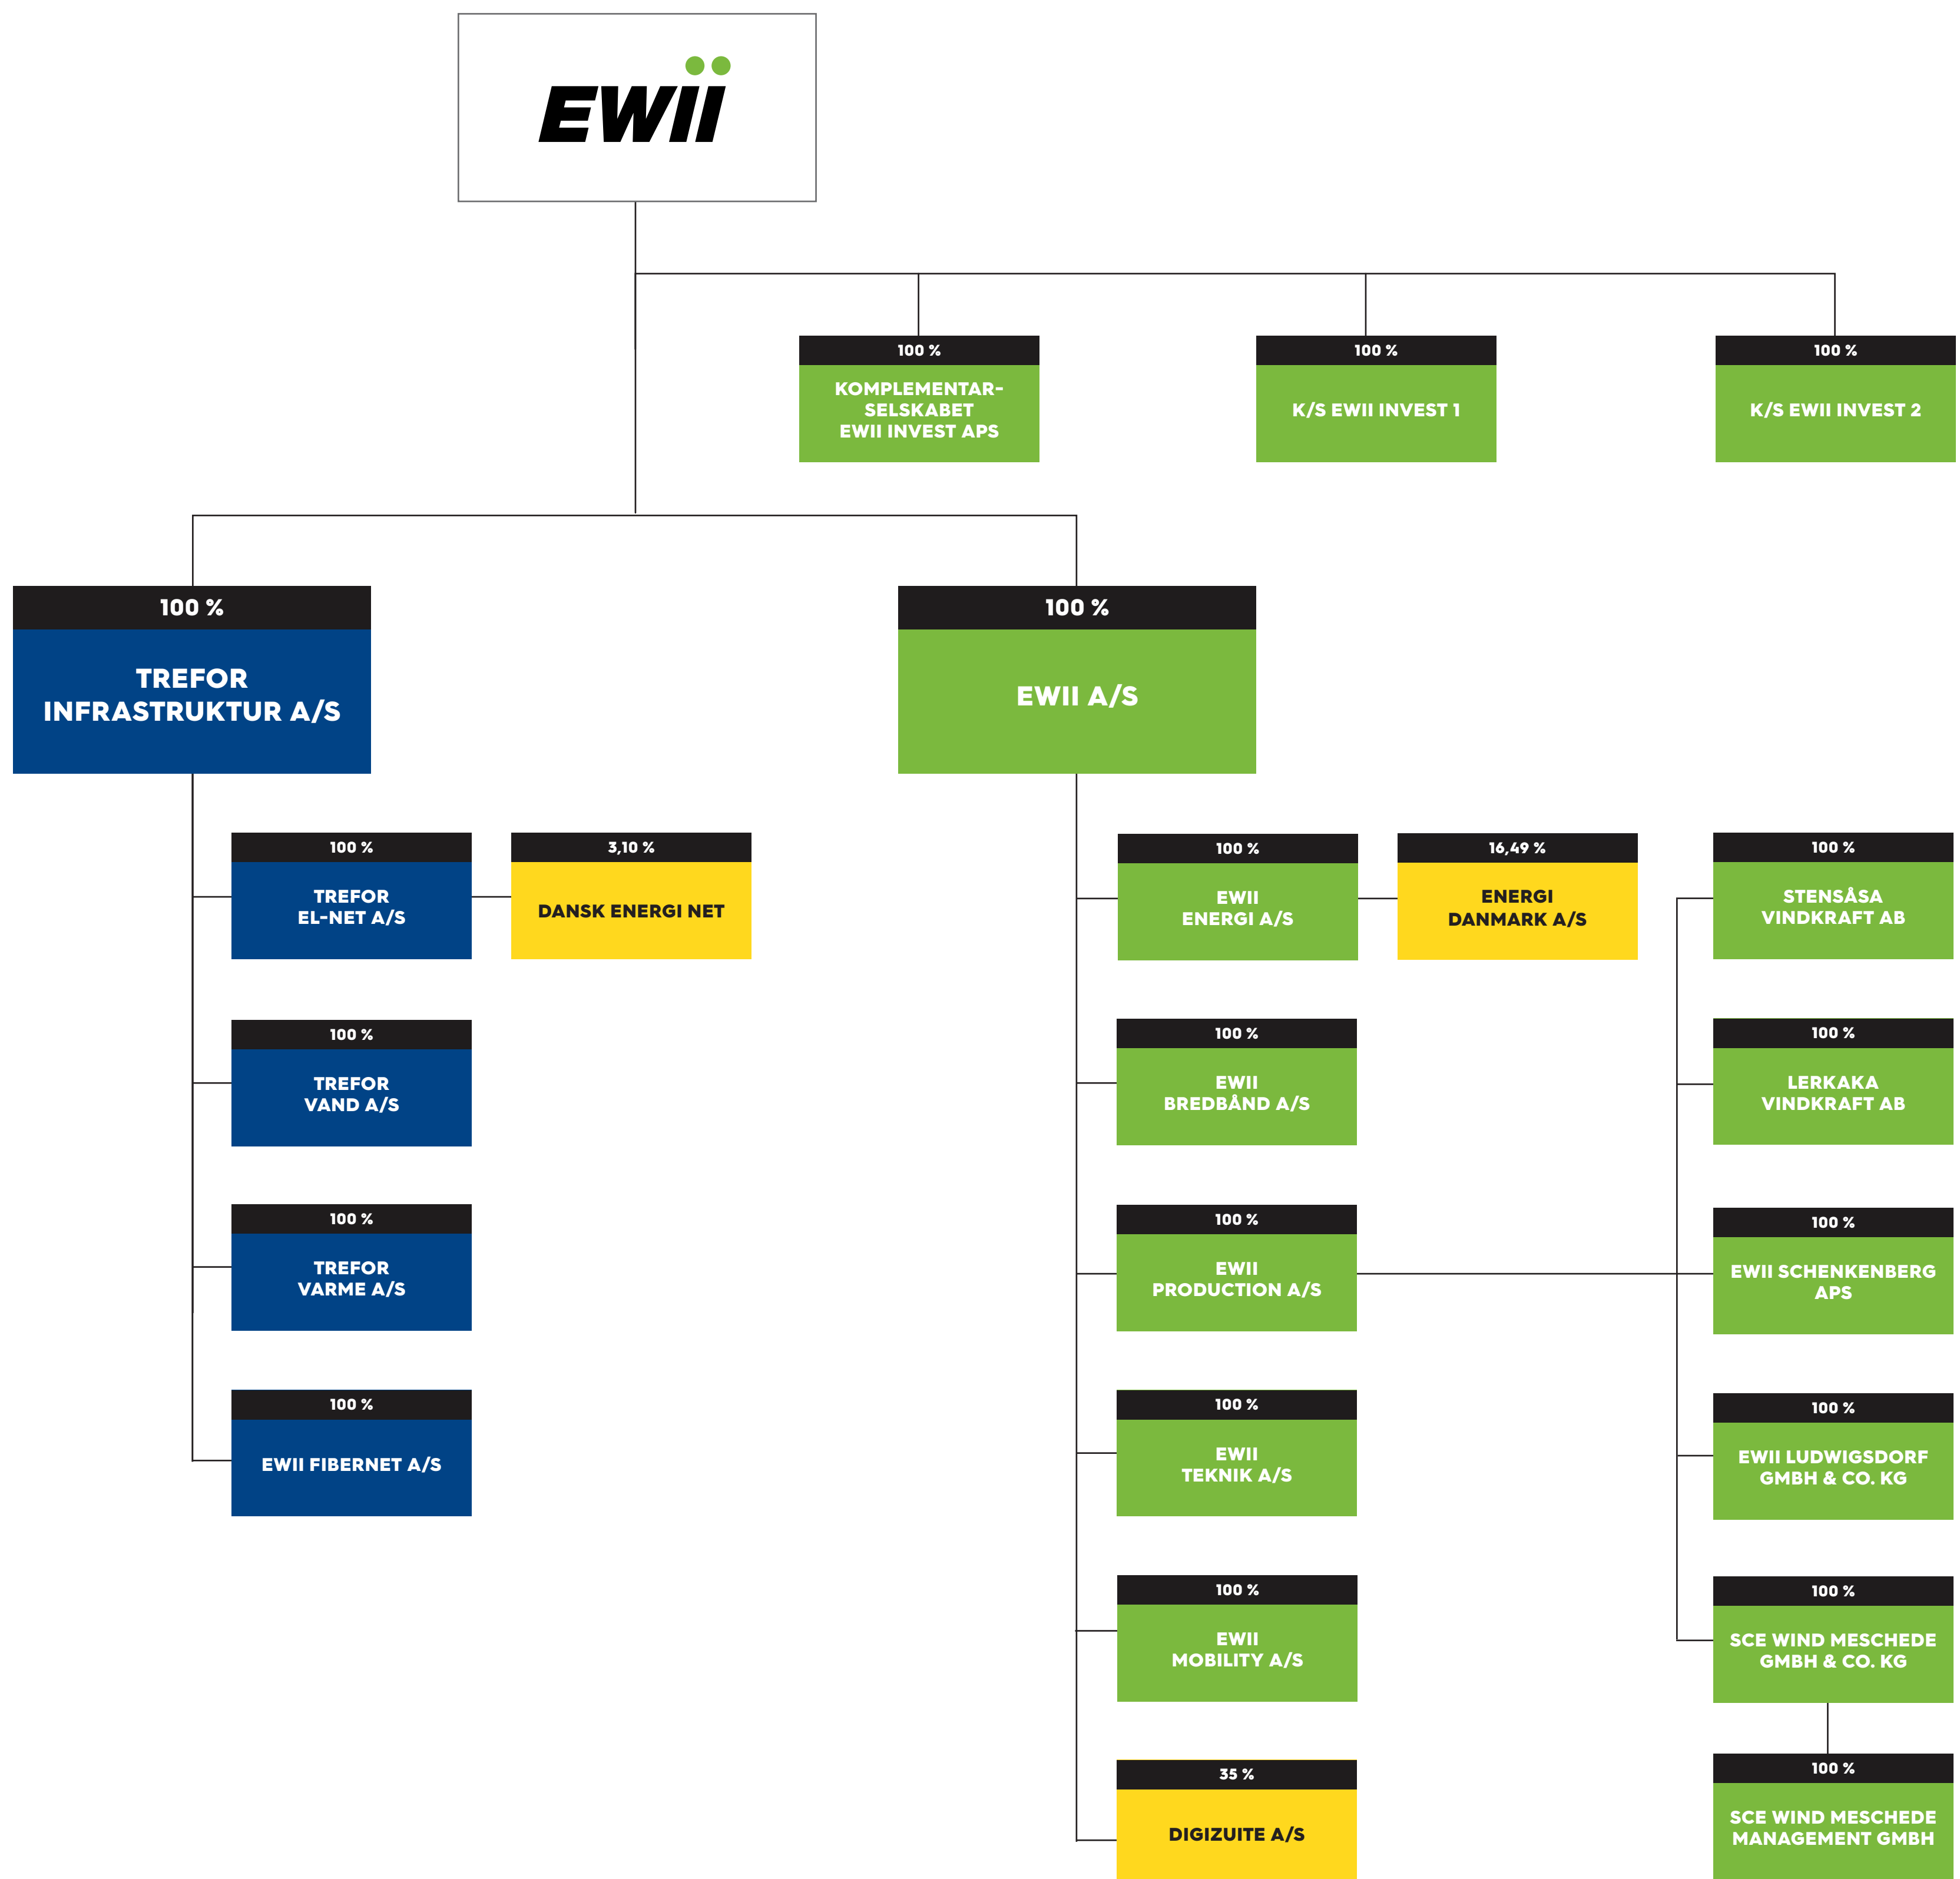 EWII
100 %
KOMPLEMENTAR-
SELSKABET
EWII INVEST APS
100 %
K/S EWII INVEST 1
100 %
K/S EWII INVEST 2
100 %
TREFOR
INFRASTRUKTUR A/S
100 %
EWII A/S
100 %
TREFOR
EL-NET A/S
3,10 %
DANSK ENERGI NET
100 %
TREFOR
VAND A/S
100 %
TREFOR
VARME A/S
100 %
EWII FIBERNET A/S
100 %
EWII
ENERGI A/S
16,49 %
ENERGI
DANMARK A/S
100 %
EWII
BREDBÅND A/S
100 %
EWII
PRODUCTION A/S
100 %
EWII
TEKNIK A/S
100 %
EWII
MOBILITY A/S
35 %
DIGIZUITE A/S
100 %
STENSÅSA
VINDKRAFT AB
100 %
LERKAKA
VINDKRAFT AB
100 %
EWII SCHENKENBERG
APS
100 %
EWII LUDWIGSDORF
GMBH & CO. KG
100 %
SCE WIND MESCHEDE
GMBH & CO. KG
100 %
SCE WIND MESCHEDE
MANAGEMENT GMBH